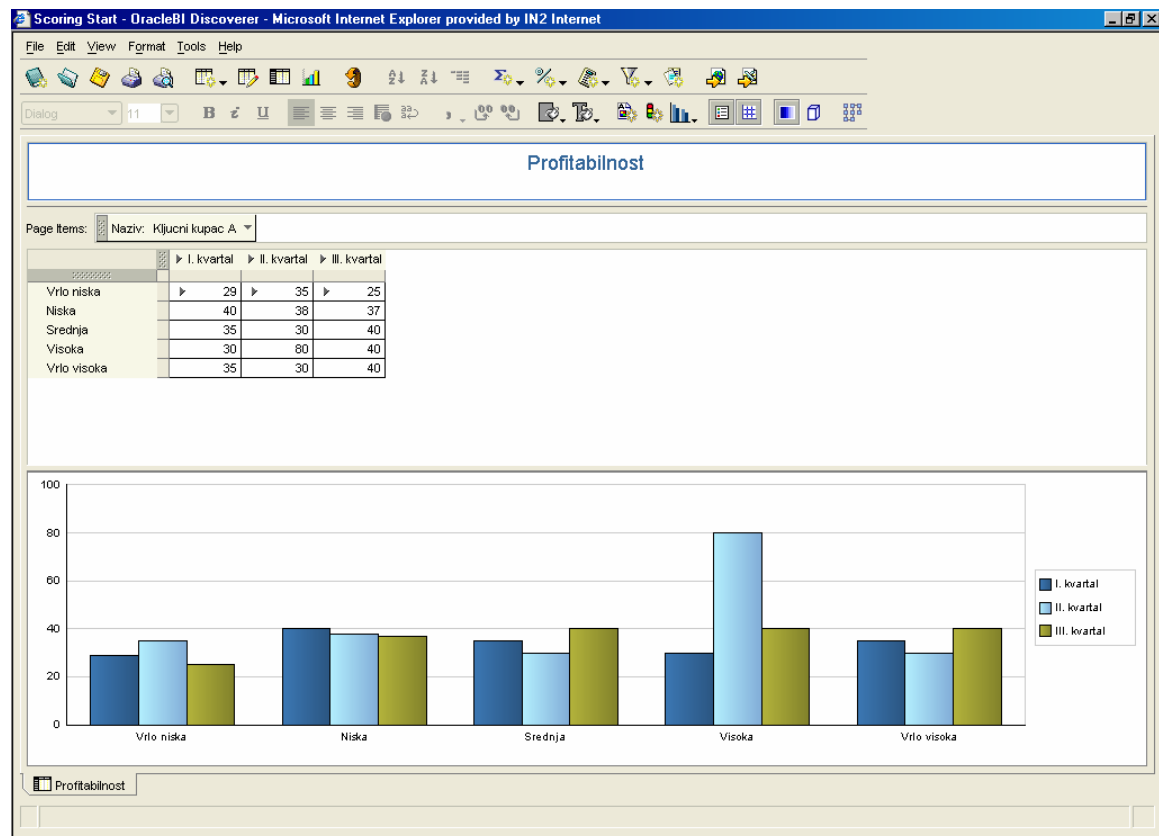 Scoring Start - OracleBI Discoverer - Microsoft Internet Explorer provided by IN2 Internet
File Edit View Format Tools Help
Dialog 11 B i U
Profitabilnost
Page Items: Naziv: Kljucni kupac A
I. kvartal II. kvartal III. kvartal
Vrlo niska 29 35 25
Niska 40 38 37
Srednja 35 30 40
Visoka 30 80 40
Vrlo visoka 35 30 40
100
80
60
40
20
0
Vrlo niska Niska Srednja Visoka Vrlo visoka
I. kvartal
II. kvartal
III. kvartal
Profitabilnost